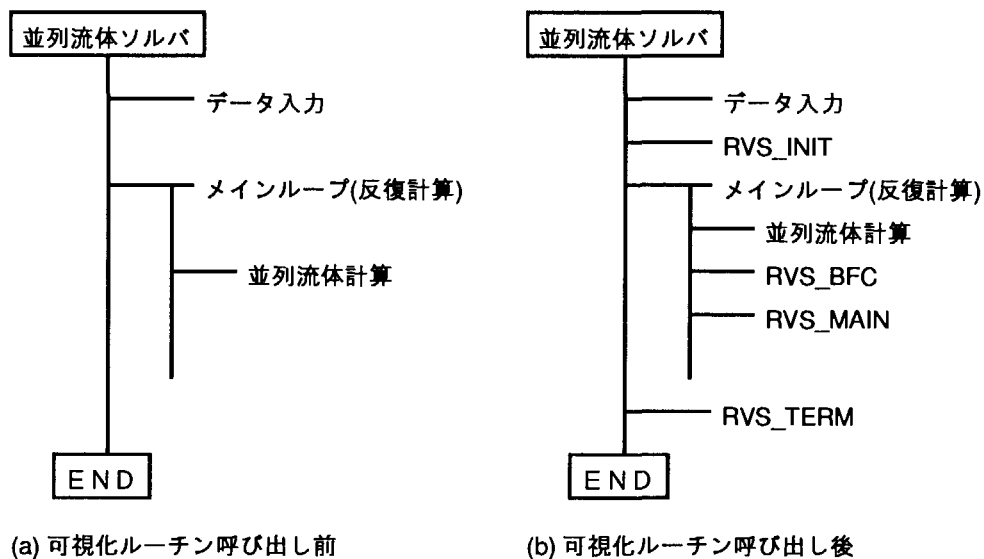 並列流体ソルバ
データ入力
メインループ(反復計算)
並列流体計算
END
(a) 可視化ルーチン呼び出し前
並列流体ソルバ
データ入力
RVS_INIT
メインループ(反復計算)
並列流体計算
RVS_BFC
RVS_MAIN
RVS_TERM
END
(b) 可視化ルーチン呼び出し後